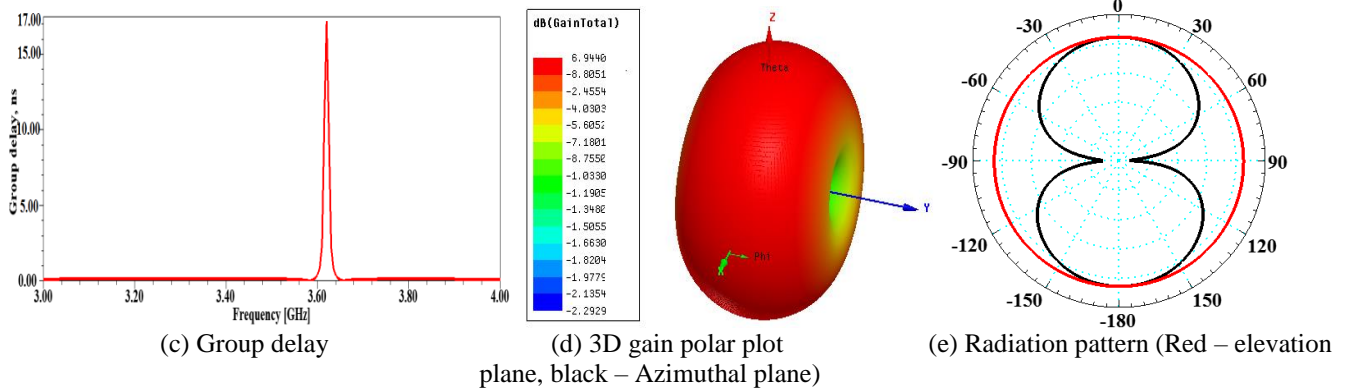 17.00
15.00
10.00
5.00
0.00
Group delay, ns
3.00 3.20 3.40 3.60 3.80 4.00
Frequency [GHz]
(c) Group delay
dB(GainTotal)
6.9440
-8.8051
-2.4554
-4.0303
-5.6052
-7.1801
-8.7550
-1.0330
-1.1905
-1.3480
-1.5055
-1.6630
-1.8204
-1.9779
-2.1354
-2.2929
Z
Theta
Y
Phi
X
(d) 3D gain polar plot
0
-30 30
-60 60
-90 90
-120 120
-150 150
-180
(e) Radiation pattern (Red – elevation
plane, black – Azimuthal plane)